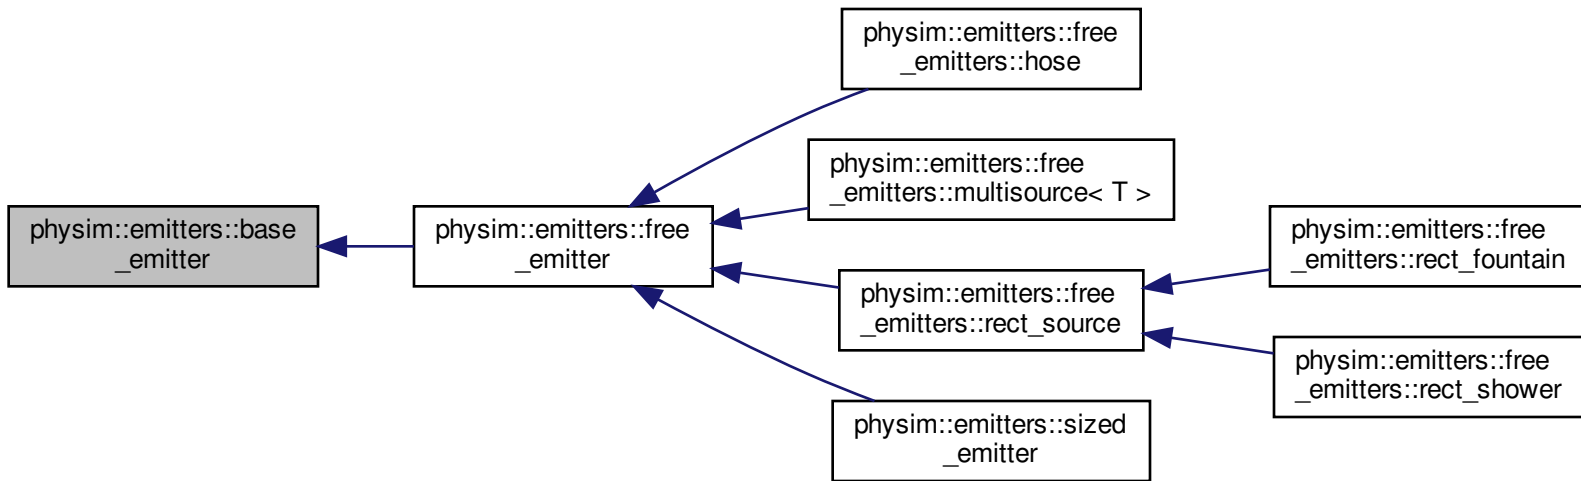 physim::emitters::base
_emitter
physim::emitters::free
_emitter
physim::emitters::free
_emitters::hose
physim::emitters::free
_emitters::multisource< T >
physim::emitters::free
_emitters::rect_source
physim::emitters::sized
_emitter
physim::emitters::free
_emitters::rect_fountain
physim::emitters::free
_emitters::rect_shower